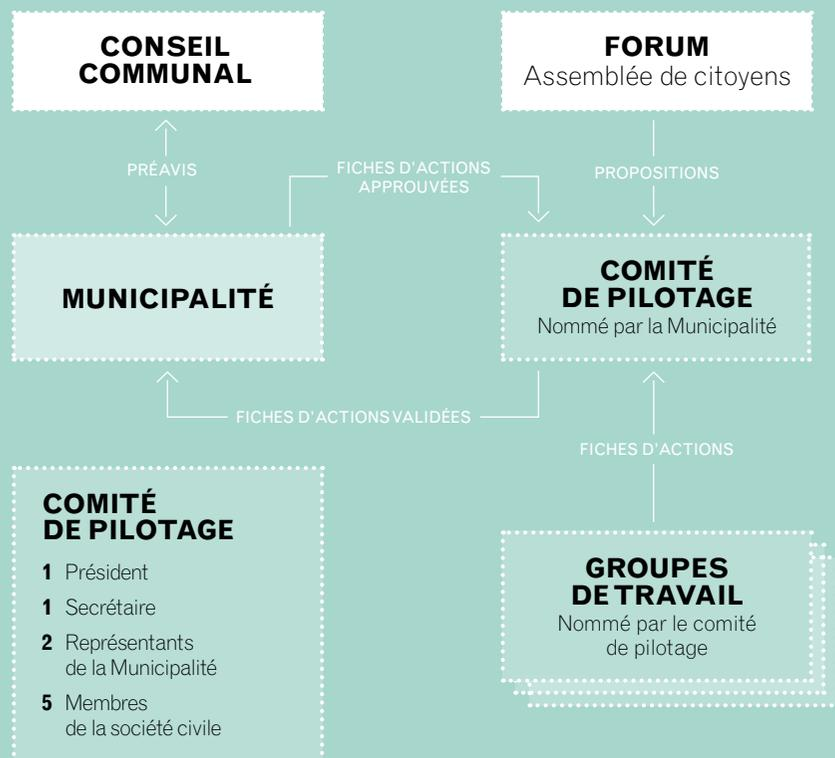 CONSEIL
COMMUNAL
FORUM
Assemblée de citoyens
PRÉAVIS
FICHES D'ACTIONS
APPROUVÉES
PROPOSITIONS
MUNICIPALITÉ
COMITÉ
DE PILOTAGE
Nommé par la Municipalité
FICHES D'ACTIONS VALIDÉES
FICHES D'ACTIONS
COMITÉ
DE PILOTAGE
1 Président
1 Secrétaire
2 Représentants
de la Municipalité
5 Membres
de la société civile
GROUPES
DE TRAVAIL
Nommé par le comité
de pilotage